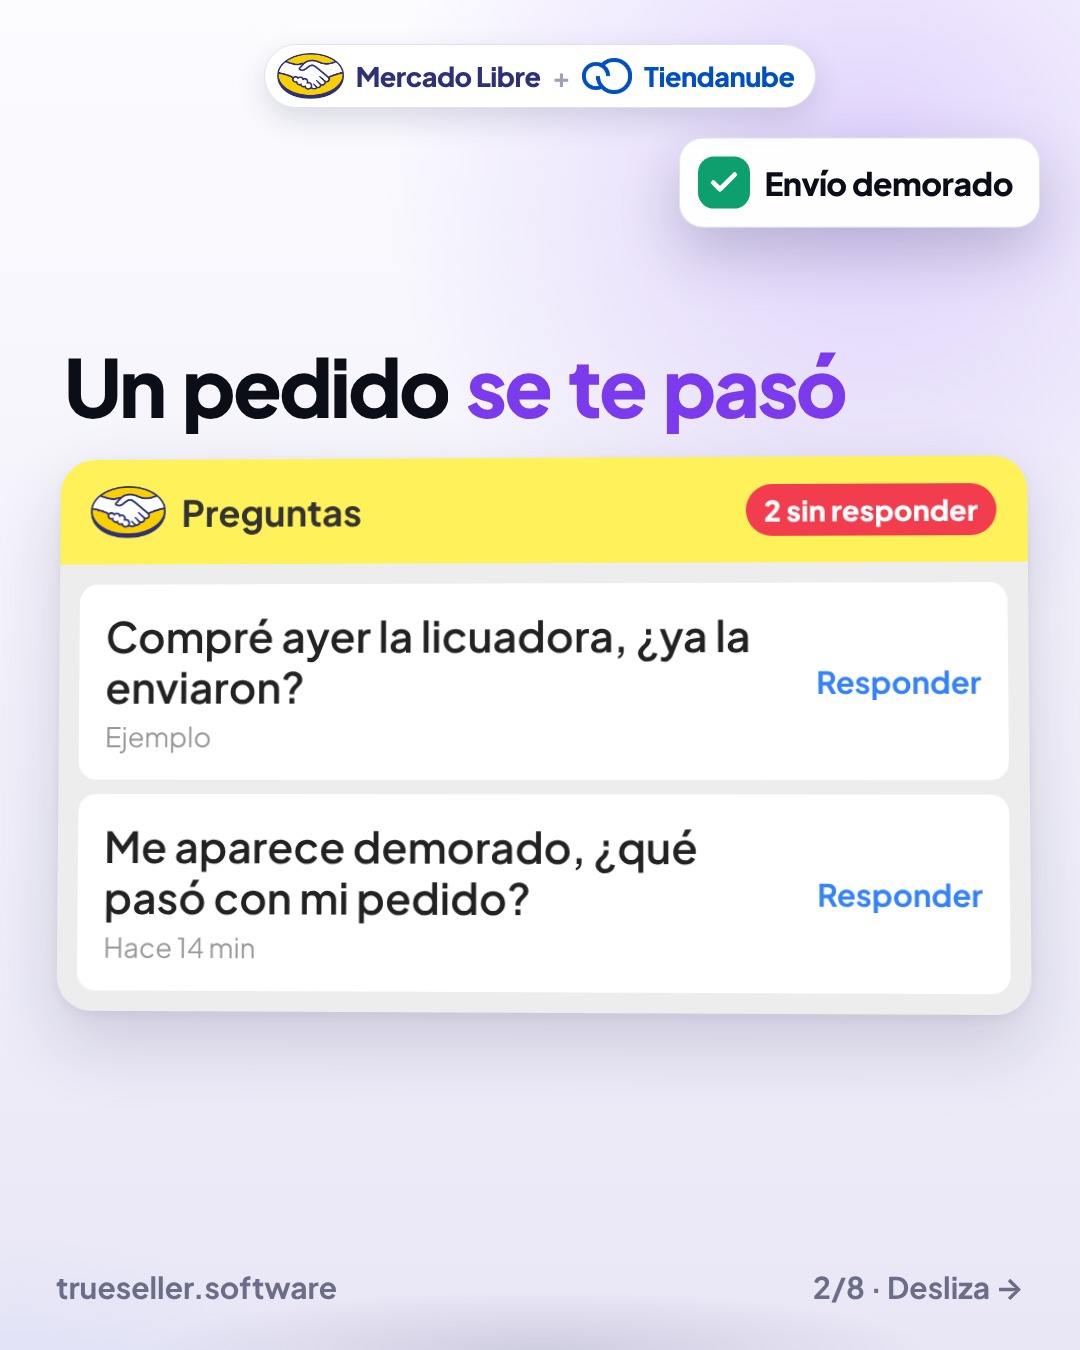 Mercado Libre + Tiendanube
Envío demorado
Un pedido se te pasó
Preguntas
2 sin responder
Compré ayer la licuadora, ¿ya la
enviaron?
Responder
Ejemplo
Me aparece demorado, ¿qué
pasó con mi pedido?
Responder
Hace 14 min
trueseller.software
2/8 · Desliza →